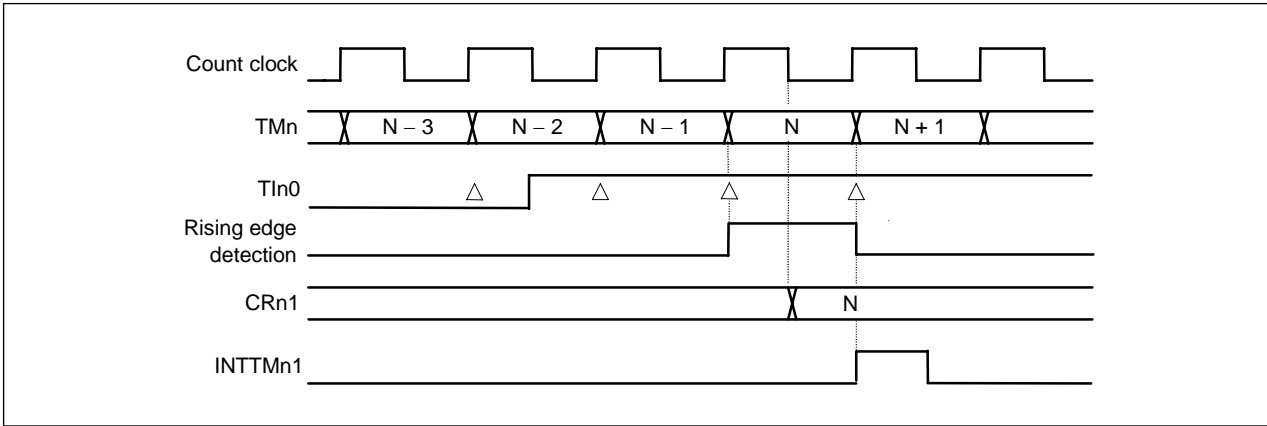 Count clock
TMn
N – 3 N – 2 N – 1 N N + 1
TIn0
Rising edge
detection
CRn1
N
INTTMn1